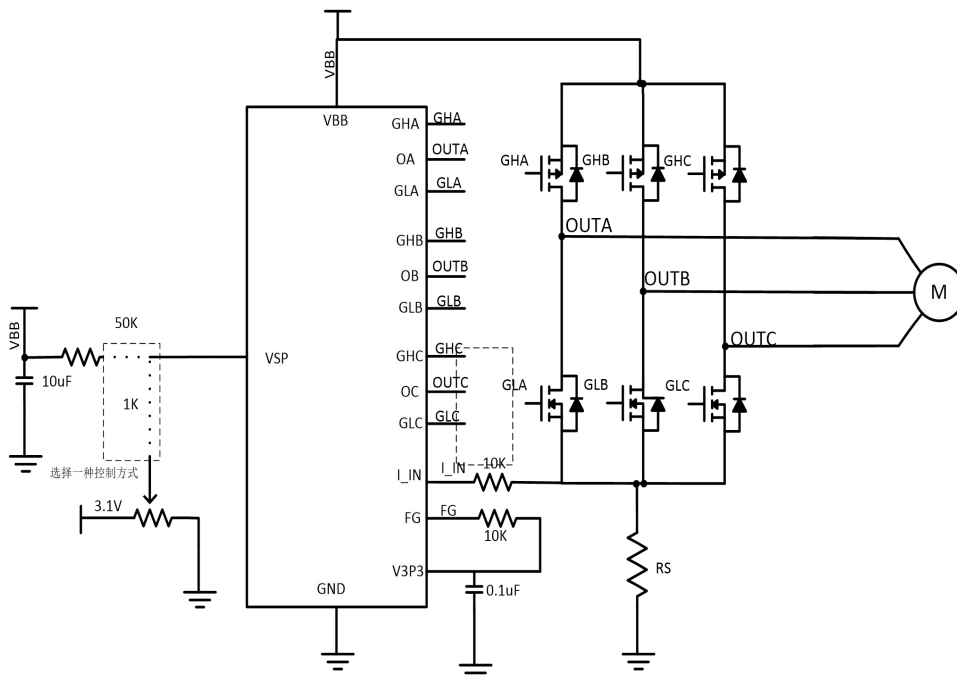 VBB
VBB
GHA
GHA
OA
OUTA
GLA
GLA
GHB
GHB
OB
OUTB
GLB
GLB
GHC
GHC
OC
OUTC
GLC
GLC
I_IN
I_IN
10K
FG
FG
10K
V3P3
0.1uF
GND
VSP
VBB
50K
10uF
1K
选择一种控制方式
3.1V
GHA
GHB
GHC
OUTA
OUTB
OUTC
M
GLA
GLB
GLC
RS